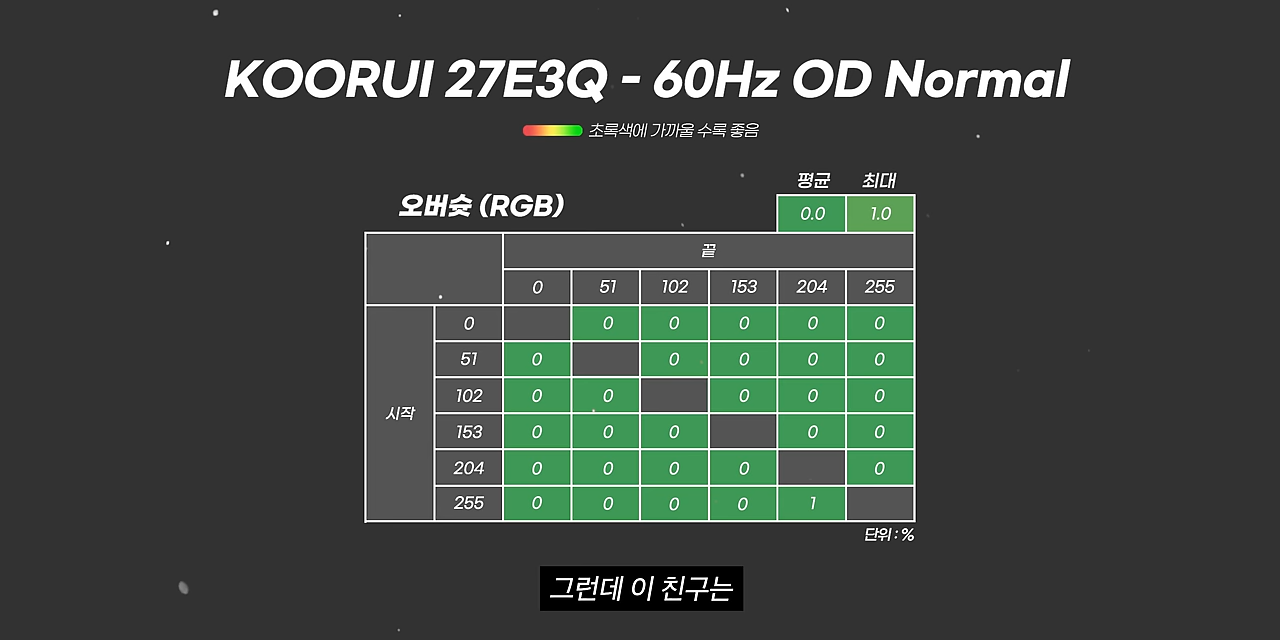 KOORUI 27E3Q - 60Hz OD Normal
초록색에 가까울 수록 좋음
평균 최대
오버슛 (RGB) 0.0 1.0
끝
0 51 102 153 204 255
0 0 0 0 0 0
51 0 0 0 0 0
102 0 0 0 0 0
시작
153 0 0 0 0 0
204 0 0 0 0 0
255 0 0 0 0 1
단위 : %
그런데 이 친구는